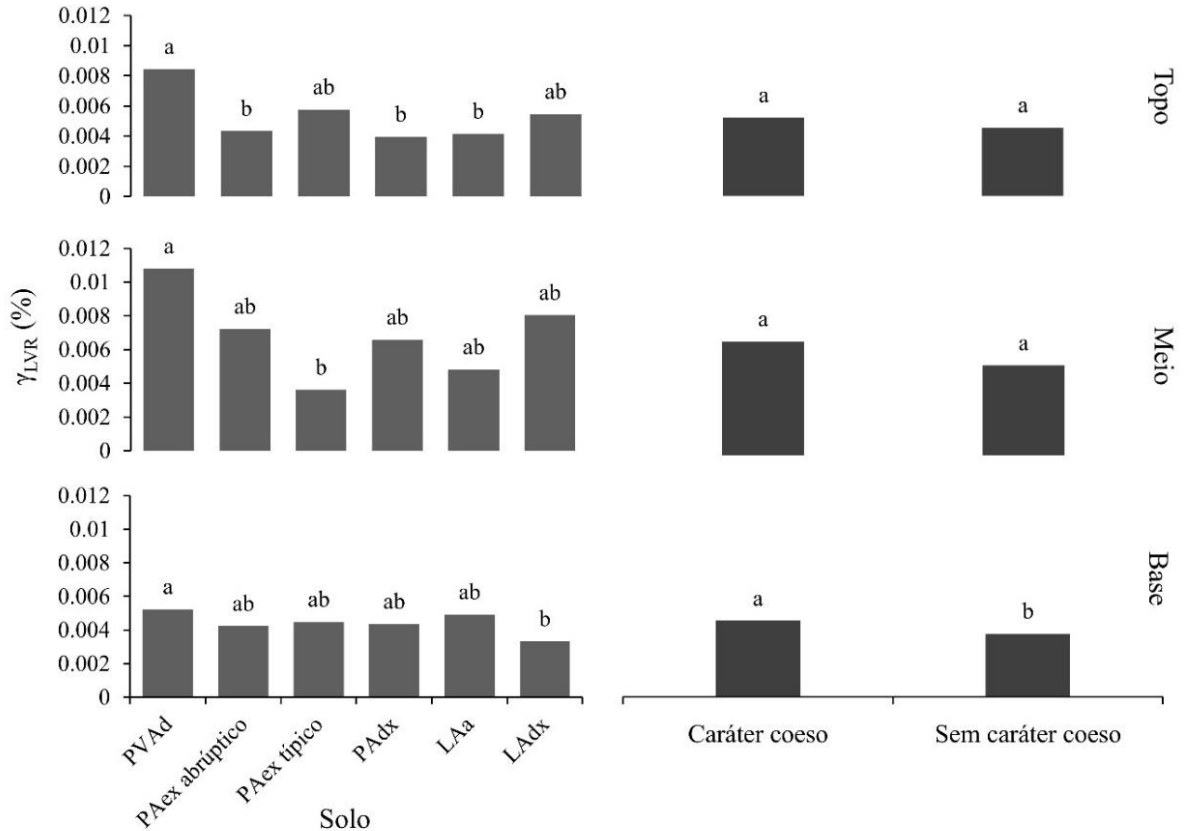 0.012
0.01
0.008
0.006
0.004
0.002
0
a
b
ab
b
b
ab
a
a
Topo
γLVR (%)
0.012
0.01
0.008
0.006
0.004
0.002
0
a
ab
b
ab
ab
ab
a
a
Meio
0.012
0.01
0.008
0.006
0.004
0.002
0
a
ab
ab
ab
ab
b
a
b
Base
PVAd
PAex abrúptico
PAex típico
PAdx
LAa
LAdx
Solo
Caráter coeso
Sem caráter coeso